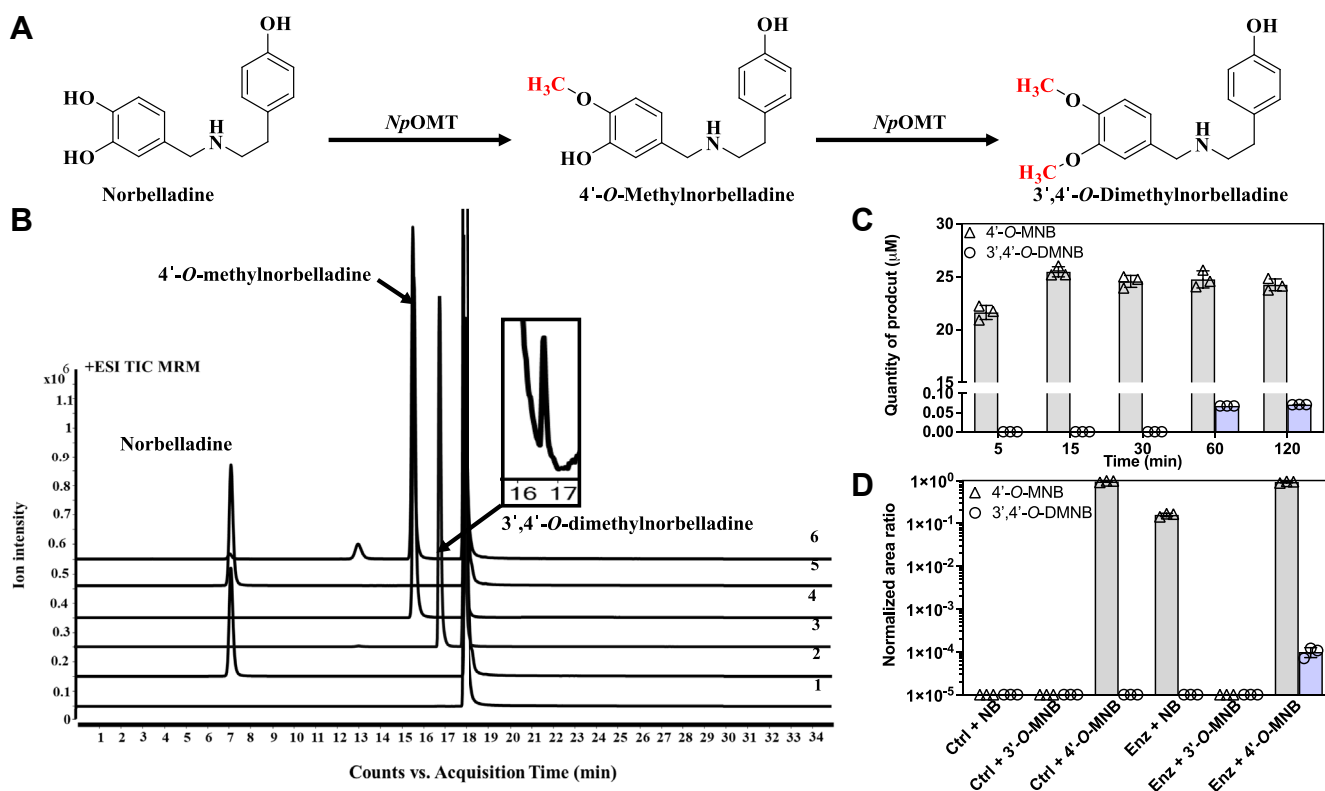 A
OH
HO
HO
H
N
Norbelladine
NpOMT
OH
H₃C
O
HO
H
N
4'-O-Methylnorbelladine
NpOMT
OH
H₃C
O
O
H₃C
H
N
3',4'-O-Dimethylnorbelladine
B
4'-O-methylnorbelladine
+ESI TIC MRM
x10⁶
1.1
1
0.9
0.8
0.7
0.6
0.5
0.4
0.3
0.2
0.1
0
Ion intensity
Norbelladine
16 17
3',4'-O-dimethylnorbelladine
6
5
4
3
2
1
1 2 3 4 5 6 7 8 9 10 11 12 13 14 15 16 17 18 19 20 21 22 23 24 25 26 27 28 29 30 31 32 33 34
Counts vs. Acquisition Time (min)
C
4'-O-MNB
3',4'-O-DMNB
Quantity of prodcut (μM)
30
25
20
15
0.10
0.05
0.00
5 15 30 60 120
Time (min)
D
4'-O-MNB
3',4'-O-DMNB
Normalized area ratio
1×10⁰
1×10⁻¹
1×10⁻²
1×10⁻³
1×10⁻⁴
1×10⁻⁵
Ctrl + NB
Ctrl + 3'-O-MNB
Ctrl + 4'-O-MNB
Enz + NB
Enz + 3'-O-MNB
Enz + 4'-O-MNB